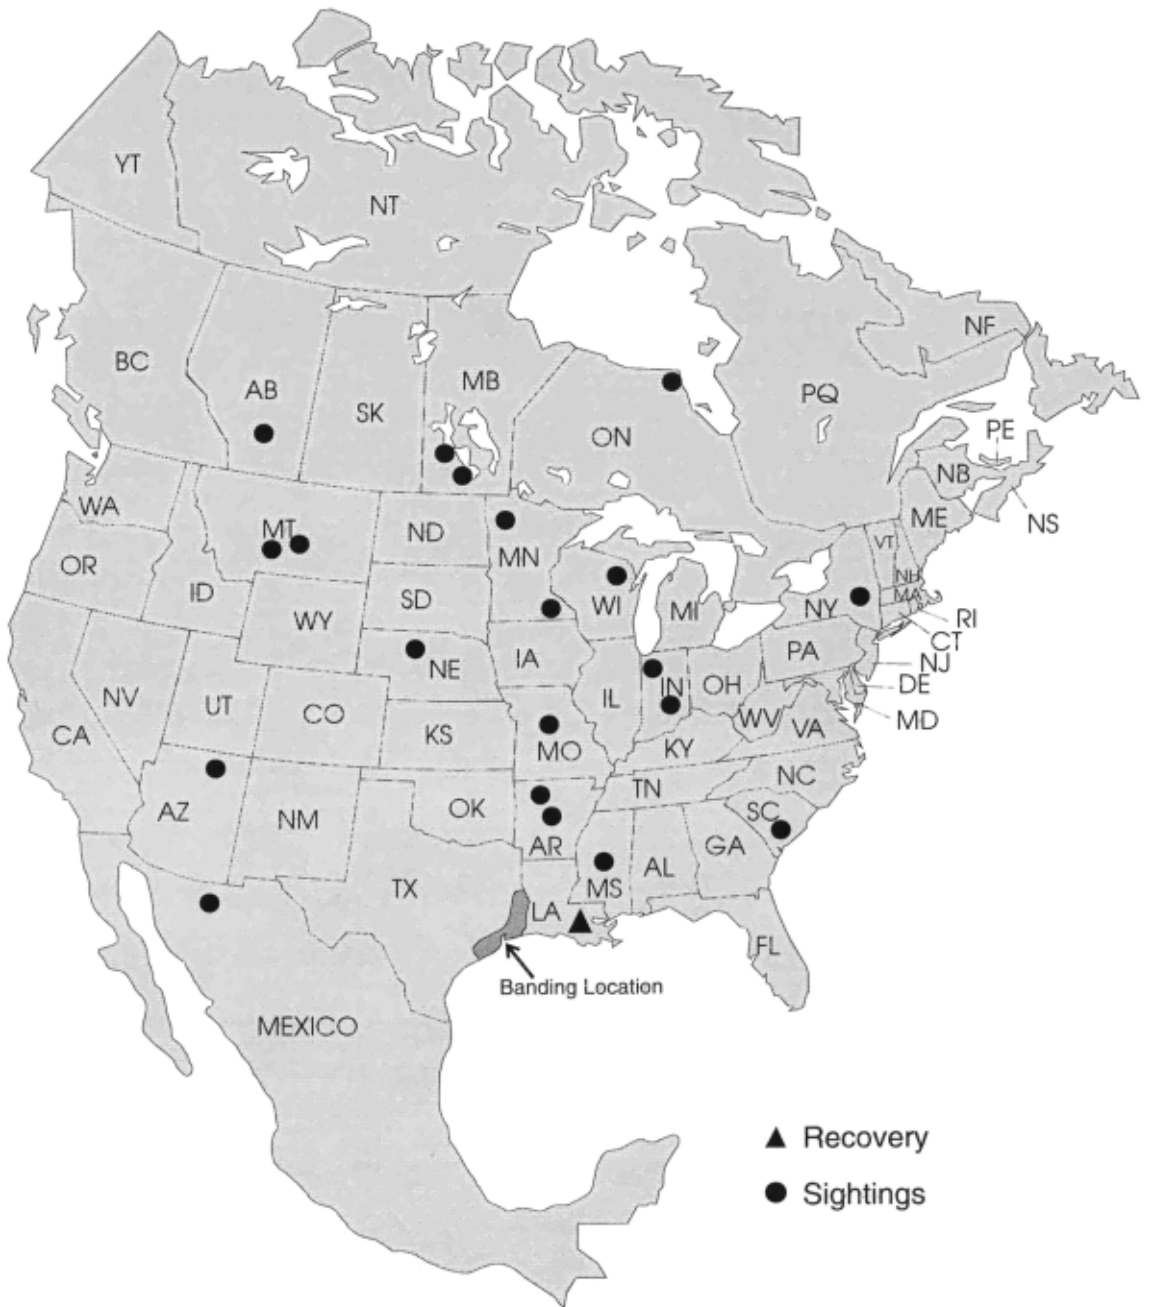 YT
NT
NF
BC
AB
SK
MB
ON
PQ
PE
NB
NS
WA
MT
ND
MN
ME
VT
OR
ID
SD
WI
MI
NH
MA
NY
RI
CT
WY
IA
NE
PA
NJ
NV
UT
CO
IL
IN
OH
DE
WV
MD
CA
KS
MO
KY
VA
AZ
NM
OK
TN
NC
AR
SC
GA
TX
MS
AL
LA
FL
Banding Location
MEXICO
Recovery
Sightings